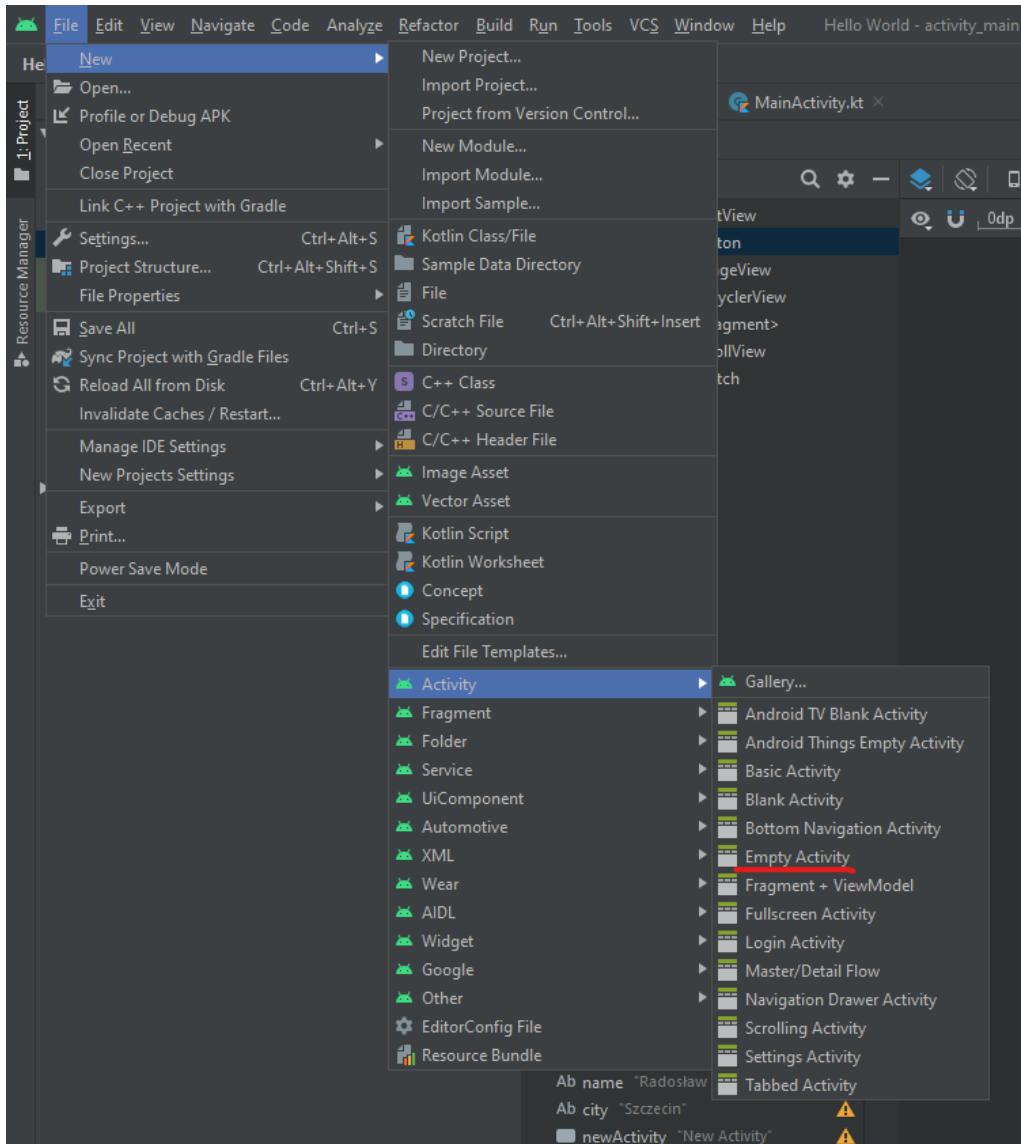 File Edit View Navigate Code Analyze Refactor Build Run Tools VCS Window Help Hello World - activity_main
He
New
Open...
Profile or Debug APK
Open Recent
Close Project
Link C++ Project with Gradle
Settings... Ctrl+Alt+S
Project Structure... Ctrl+Alt+Shift+S
File Properties
Save All Ctrl+S
Sync Project with Gradle Files
Reload All from Disk Ctrl+Alt+Y
Invalidate Caches / Restart...
Manage IDE Settings
New Projects Settings
Export
Print...
Power Save Mode
Exit
1: Project
Resource Manager
New Project...
Import Project...
Project from Version Control...
New Module...
Import Module...
Import Sample...
Kotlin Class/File
Sample Data Directory
File
Scratch File Ctrl+Alt+Shift+Insert
Directory
C++ Class
C/C++ Source File
C/C++ Header File
Image Asset
Vector Asset
Kotlin Script
Kotlin Worksheet
Concept
Specification
Edit File Templates...
Activity
Fragment
Folder
Service
UiComponent
Automotive
XML
Wear
AIDL
Widget
Google
Other
EditorConfig File
Resource Bundle
MainActivity.kt
0dp
tView
ton
geView
yclerView
agment>
ollView
tch
Gallery...
Android TV Blank Activity
Android Things Empty Activity
Basic Activity
Blank Activity
Bottom Navigation Activity
Empty Activity
Fragment + ViewModel
Fullscreen Activity
Login Activity
Master/Detail Flow
Navigation Drawer Activity
Scrolling Activity
Settings Activity
Tabbed Activity
Ab name "Radosław
Ab city "Szczecin"
newActivity "New Activity"